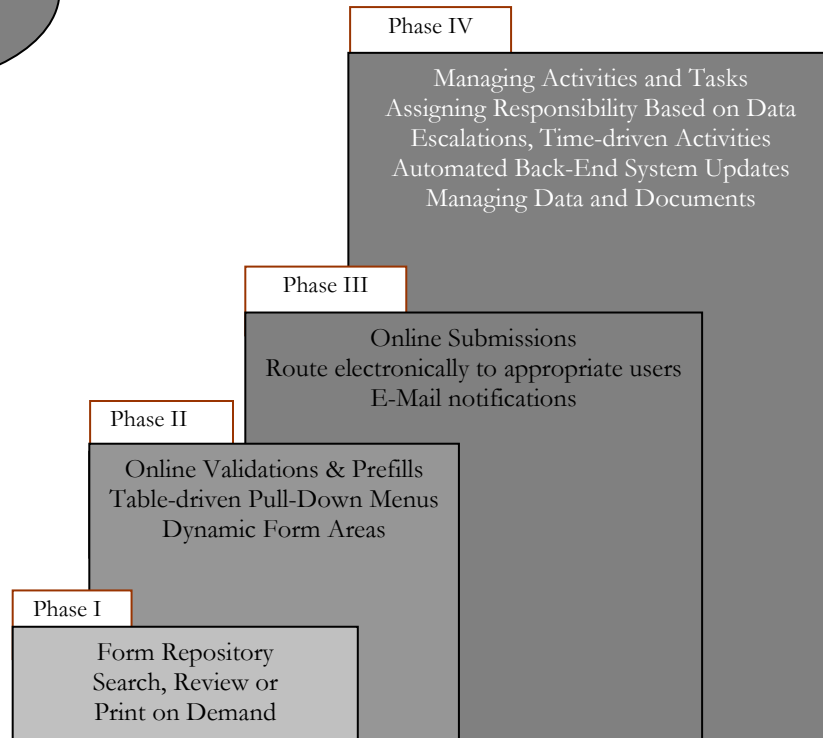 Phase IV
Managing Activities and Tasks
Assigning Responsibility Based on Data
Escalations, Time-driven Activities
Automated Back-End System Updates
Managing Data and Documents
Phase III
Online Submissions
Route electronically to appropriate users
E-Mail notifications
Phase II
Online Validations & Prefills
Table-driven Pull-Down Menus
Dynamic Form Areas
Phase I
Form Repository
Search, Review or
Print on Demand